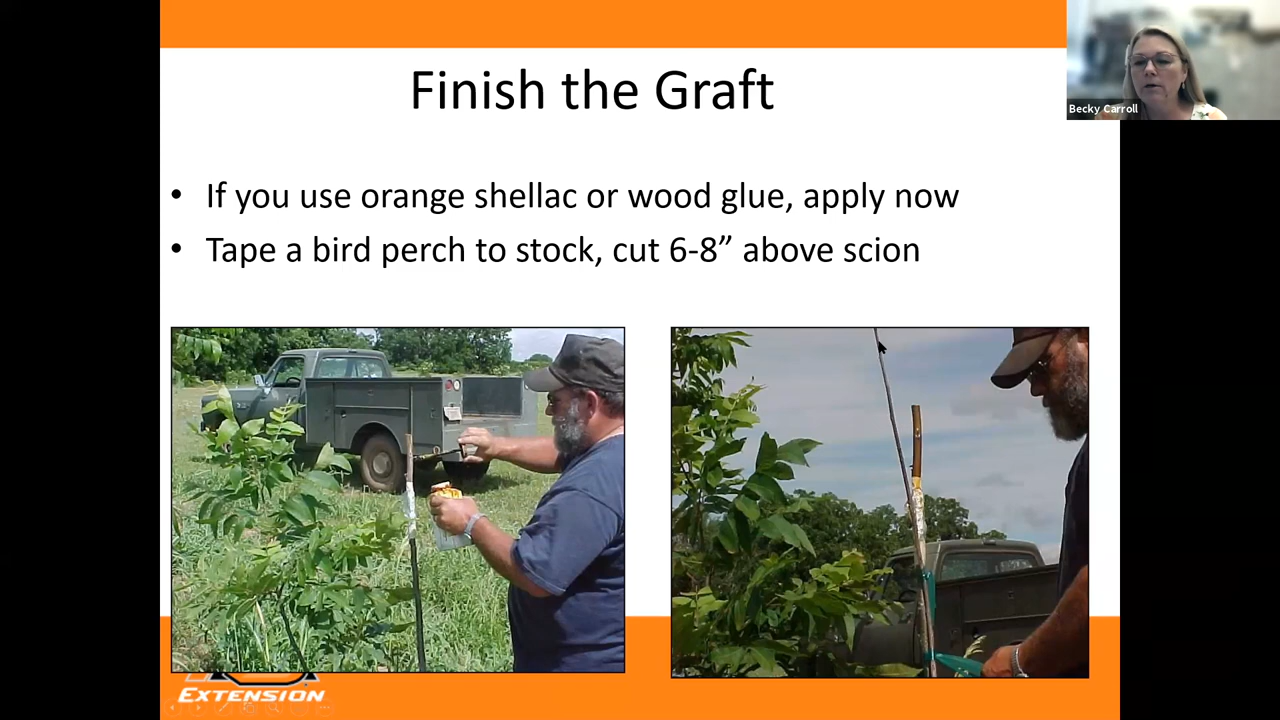 Finish the Graft
Becky Carroll
• If you use orange shellac or wood glue, apply now
• Tape a bird perch to stock, cut 6-8” above scion
EXTENSION